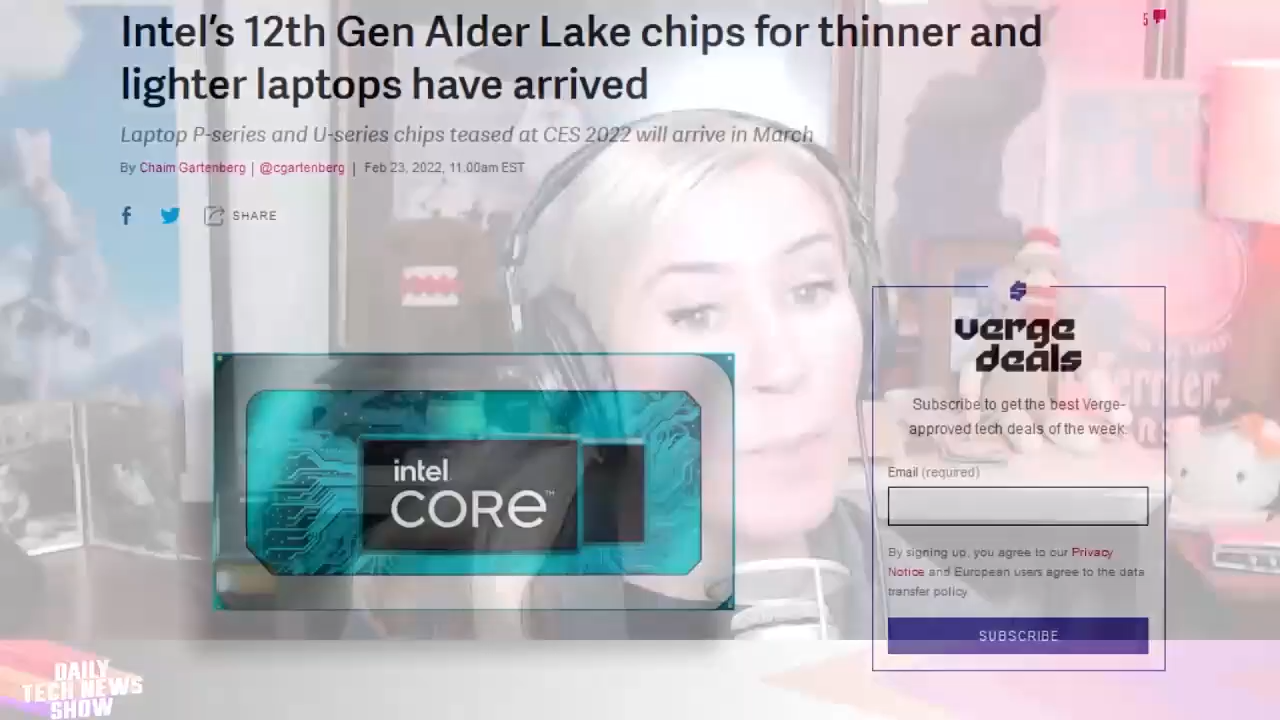 Intel's 12th Gen Alder Lake chips for thinner and
lighter laptops have arrived
5
Laptop P-series and U-series chips teased at CES 2022 will arrive in March
By Chaim Gartenberg | @cgartenberg | Feb 23, 2022, 11:00am EST
SHARE
intel
CORE™
verge
deals
Subscribe to get the best Verge-
approved tech deals of the week.
Email (required)
By signing up, you agree to our Privacy
Notice and European users agree to the data
transfer policy.
SUBSCRIBE
DAILY
TECH NEWS
SHOW